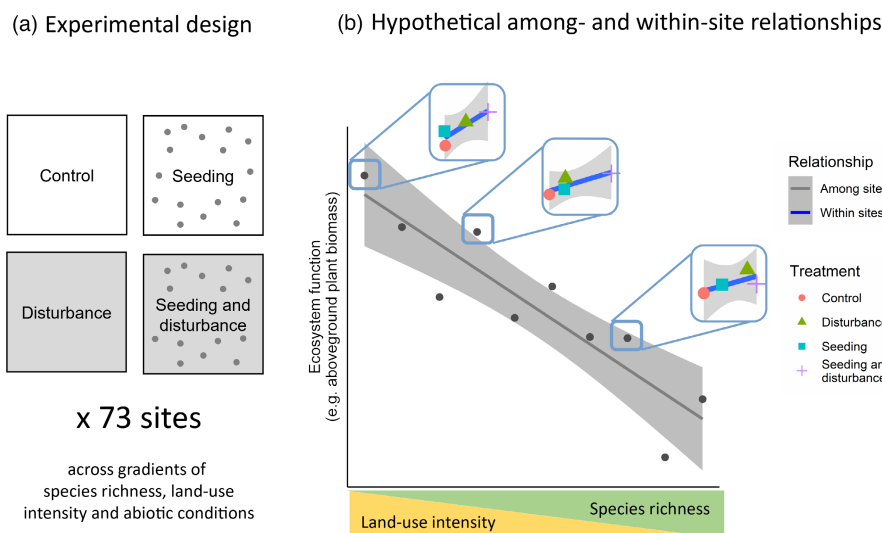 (a) Experimental design
Control
Seeding
Disturbance
Seeding and
disturbance
x 73 sites
across gradients of
species richness, land-use
intensity and abiotic conditions
(b) Hypothetical among- and within-site relationships
Ecosystem function
(e.g. aboveground plant biomass)
Species richness
Land-use intensity
Relationship
Among site
Within sites
Treatment
Control
Disturbance
Seeding
Seeding an
disturbance